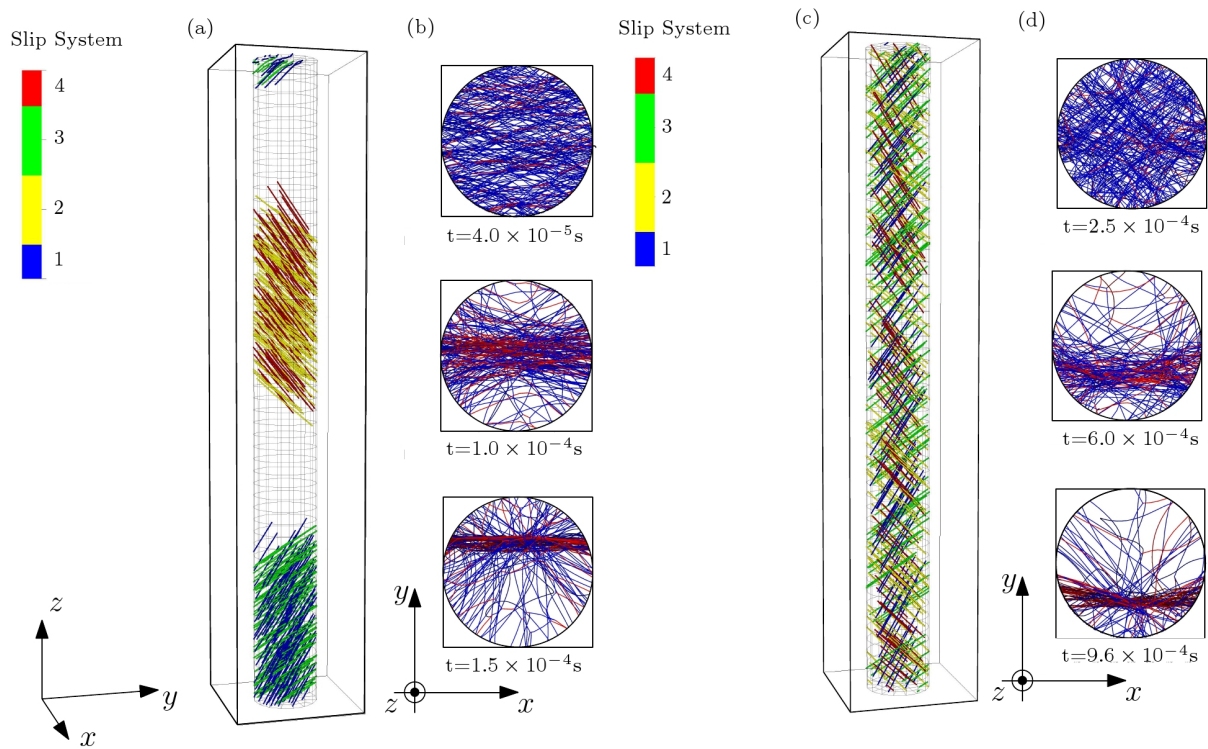 Slip System
4
3
2
1
(a)
(b)
t=4.0 × 10⁻⁵s
t=1.0 × 10⁻⁴s
t=1.5 × 10⁻⁴s
z
y
x
y
z
x
Slip System
4
3
2
1
(c)
(d)
t=2.5 × 10⁻⁴s
t=6.0 × 10⁻⁴s
t=9.6 × 10⁻⁴s
y
z
x